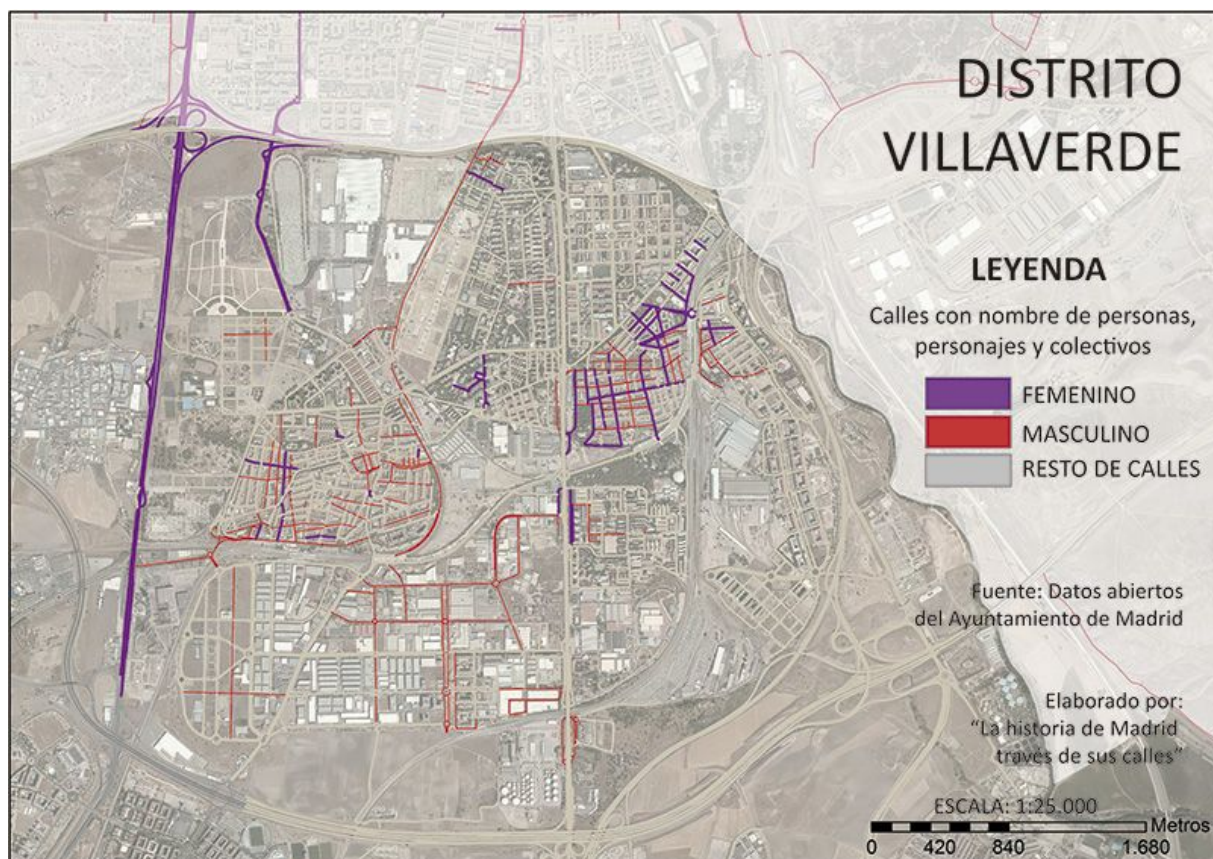 DISTRITO
VILLAVERDE
LEYENDA
Calles con nombre de personas,
personajes y colectivos
FEMENINO
MASCULINO
RESTO DE CALLES
Fuente: Datos abiertos
del Ayuntamiento de Madrid
Elaborado por:
“La historia de Madrid
través de sus calles”
ESCALA: 1:25.000
Metros
0 420 840 1.680